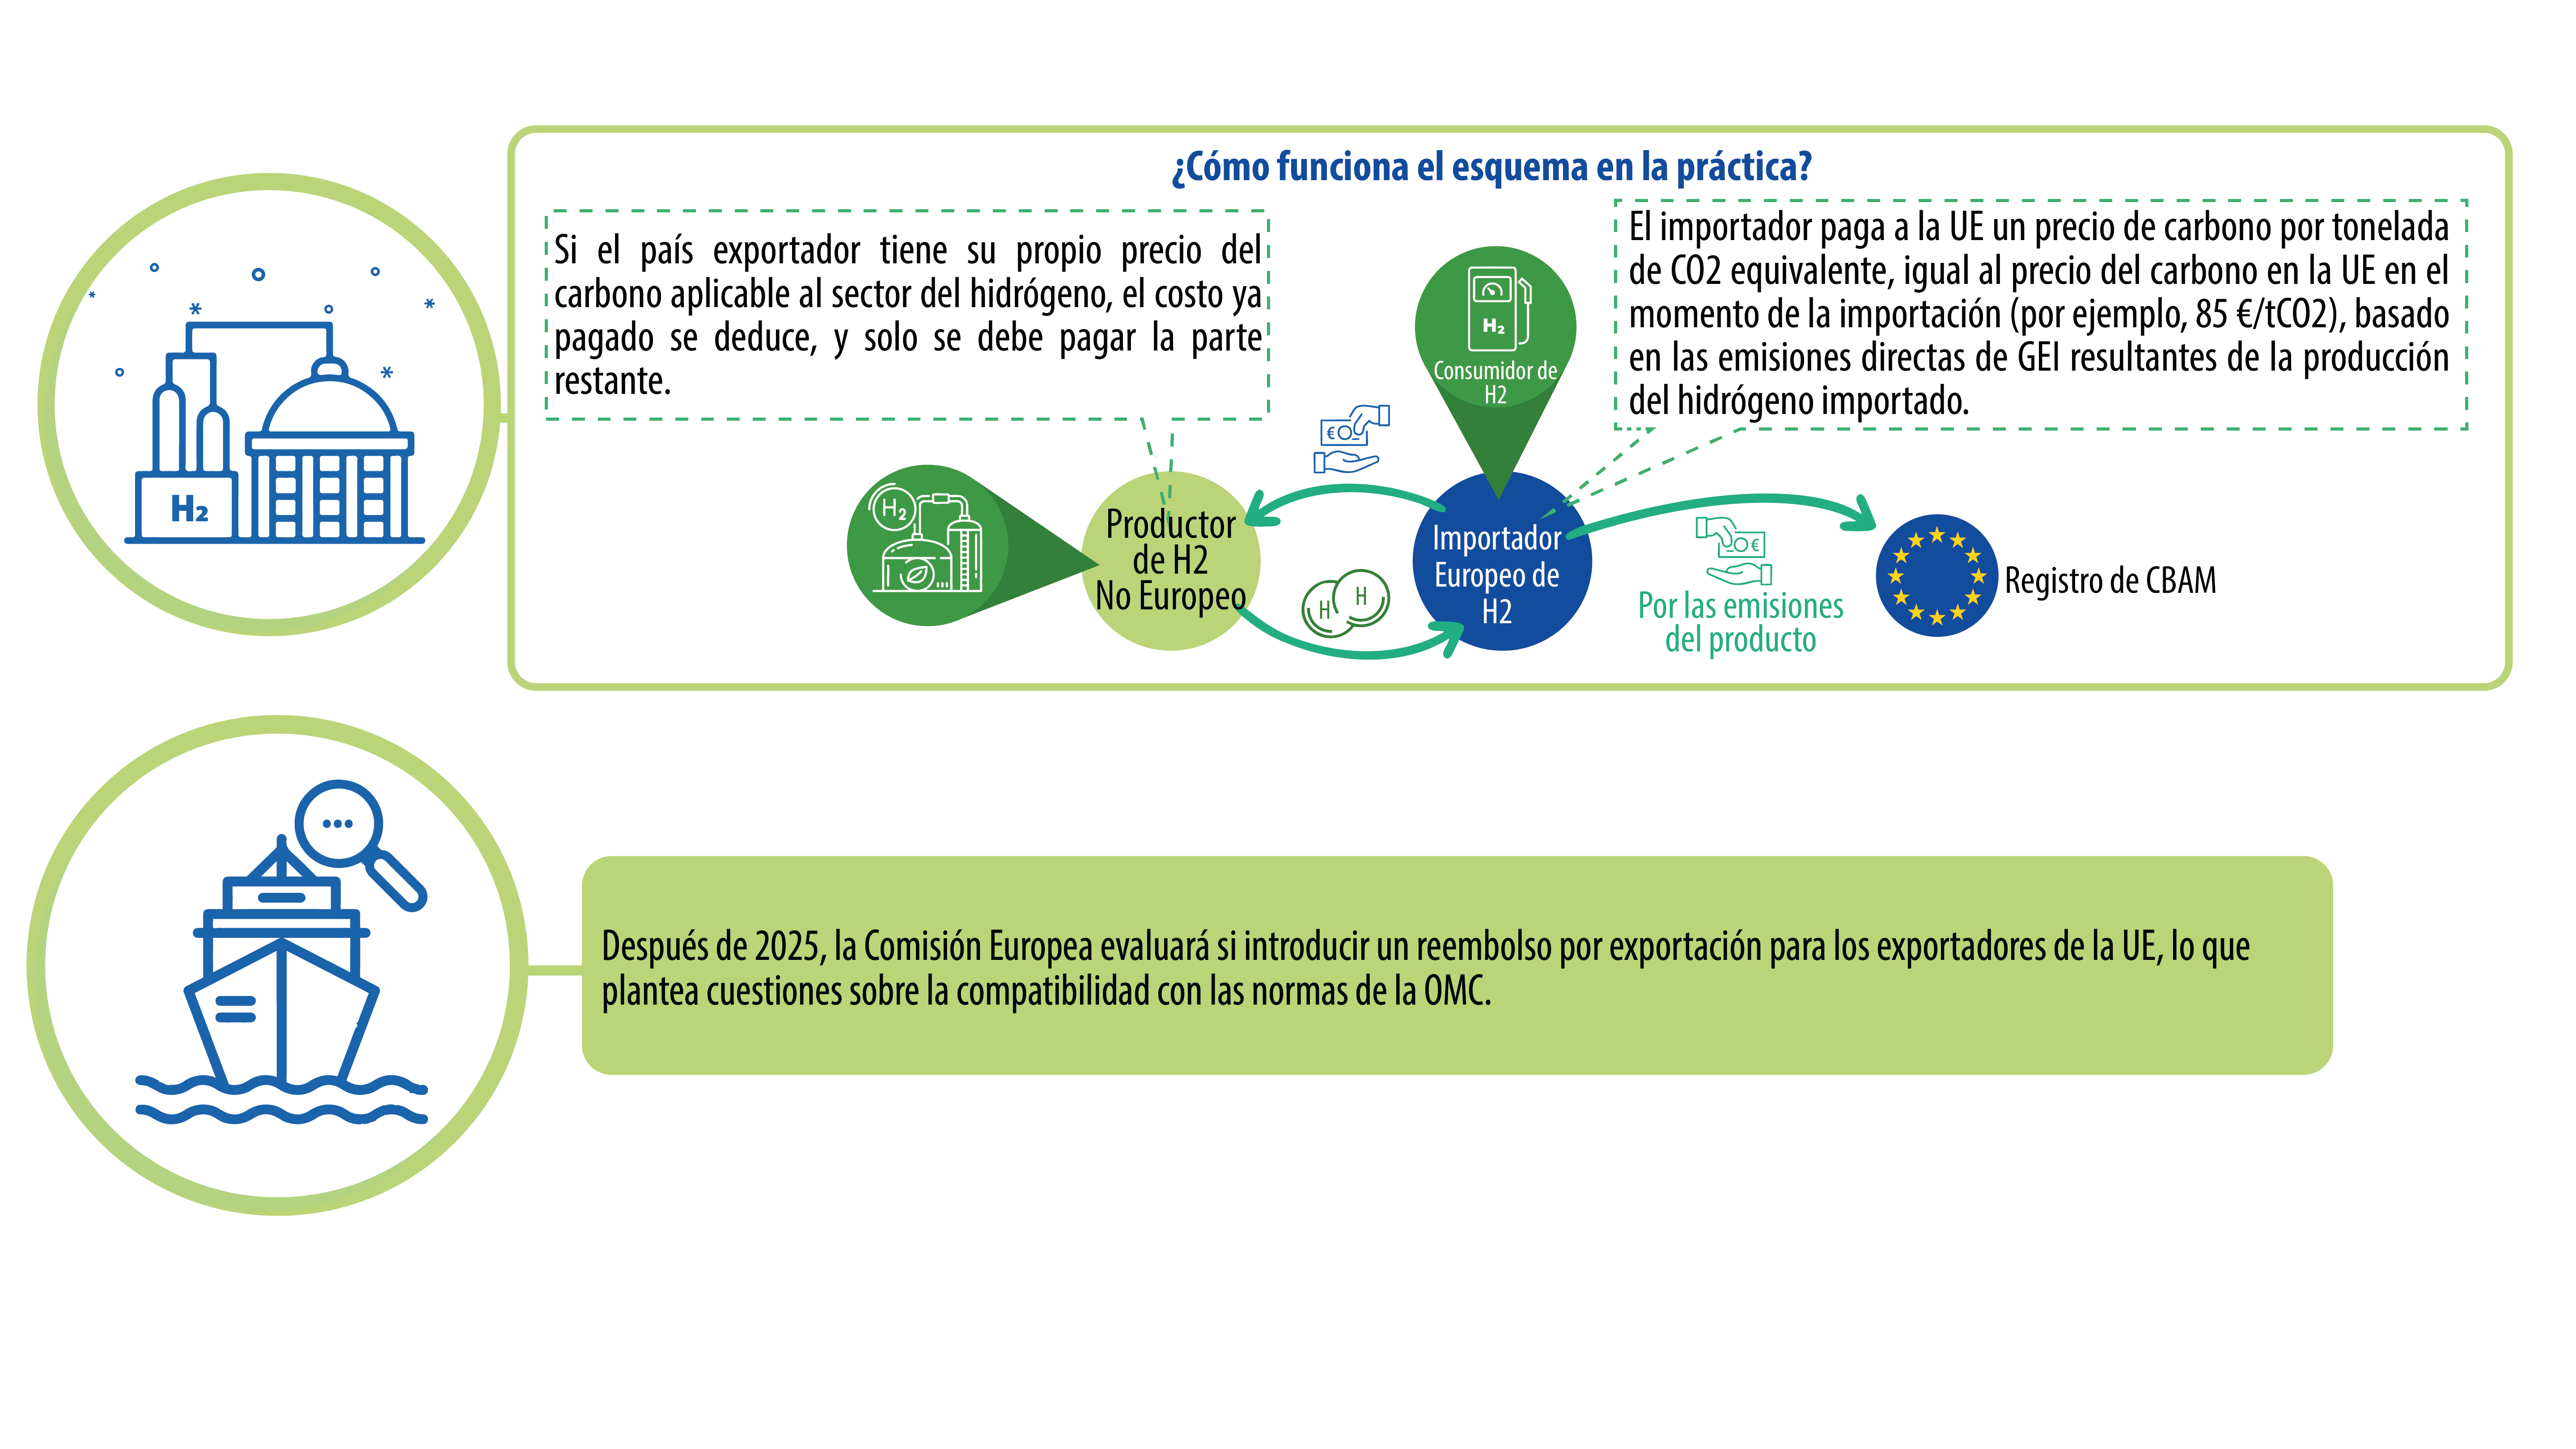 ¿Cómo funciona el esquema en la práctica?
Si el país exportador tiene su propio precio del
carbono aplicable al sector del hidrógeno, el costo ya
pagado se deduce, y solo se debe pagar la parte
restante.
El importador paga a la UE un precio de carbono por tonelada
de CO2 equivalente, igual al precio del carbono en la UE en el
momento de la importación (por ejemplo, 85 €/tCO2), basado
en las emisiones directas de GEI resultantes de la producción
del hidrógeno importado.
H₂
Consumidor de
H2
€
H₂
H₂
Productor
de H2
No Europeo
H
H
Importador
Europeo de
H2
€
Por las emisiones
del producto
Registro de CBAM
Después de 2025, la Comisión Europea evaluará si introducir un reembolso por exportación para los exportadores de la UE, lo que
plantea cuestiones sobre la compatibilidad con las normas de la OMC.